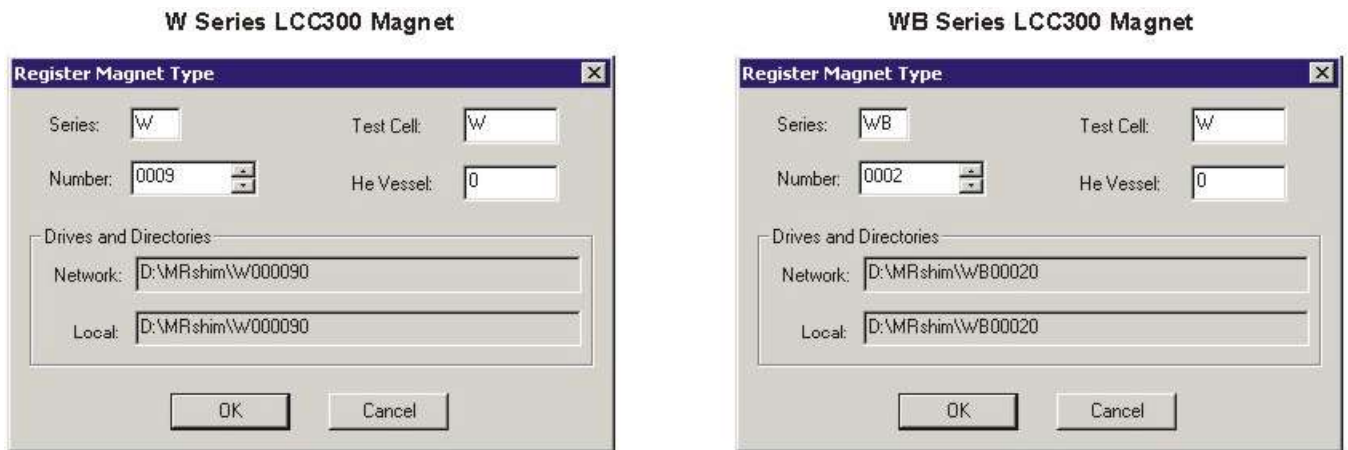 W Series LCC300 Magnet
Register Magnet Type
Series: W Test Cell: W
Number: 0009 He Vessel: 0
Drives and Directories
Network: D:\MRshim\W000090
Local: D:\MRshim\W000090
OK Cancel
WB Series LCC300 Magnet
Register Magnet Type
Series: WB Test Cell: W
Number: 0002 He Vessel: 0
Drives and Directories
Network: D:\MRshim\WB00020
Local: D:\MRshim\WB00020
OK Cancel